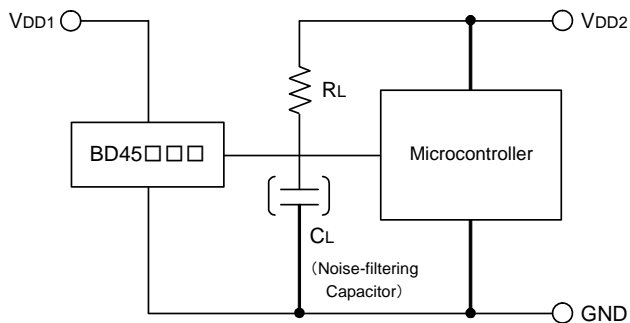 VDD1
VDD2
RL
BD45□□□
Microcontroller
CL
（Noise-filtering
Capacitor）
GND